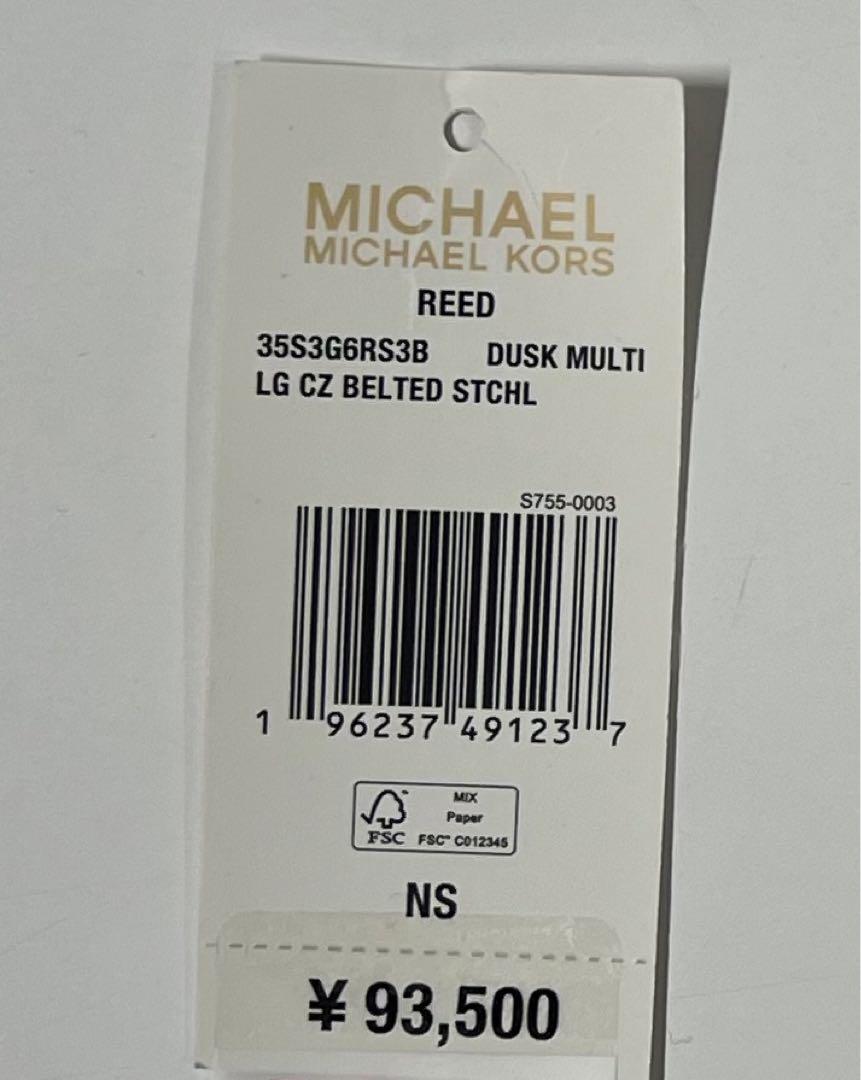 MICHAEL
MICHAEL KORS
REED
35S3G6RS3B DUSK MULTI
LG CZ BELTED STCHL
S755-0003
1 96237 49123 7
FSC
MIX
Paper
FSC™ C012345
NS
¥ 93,500